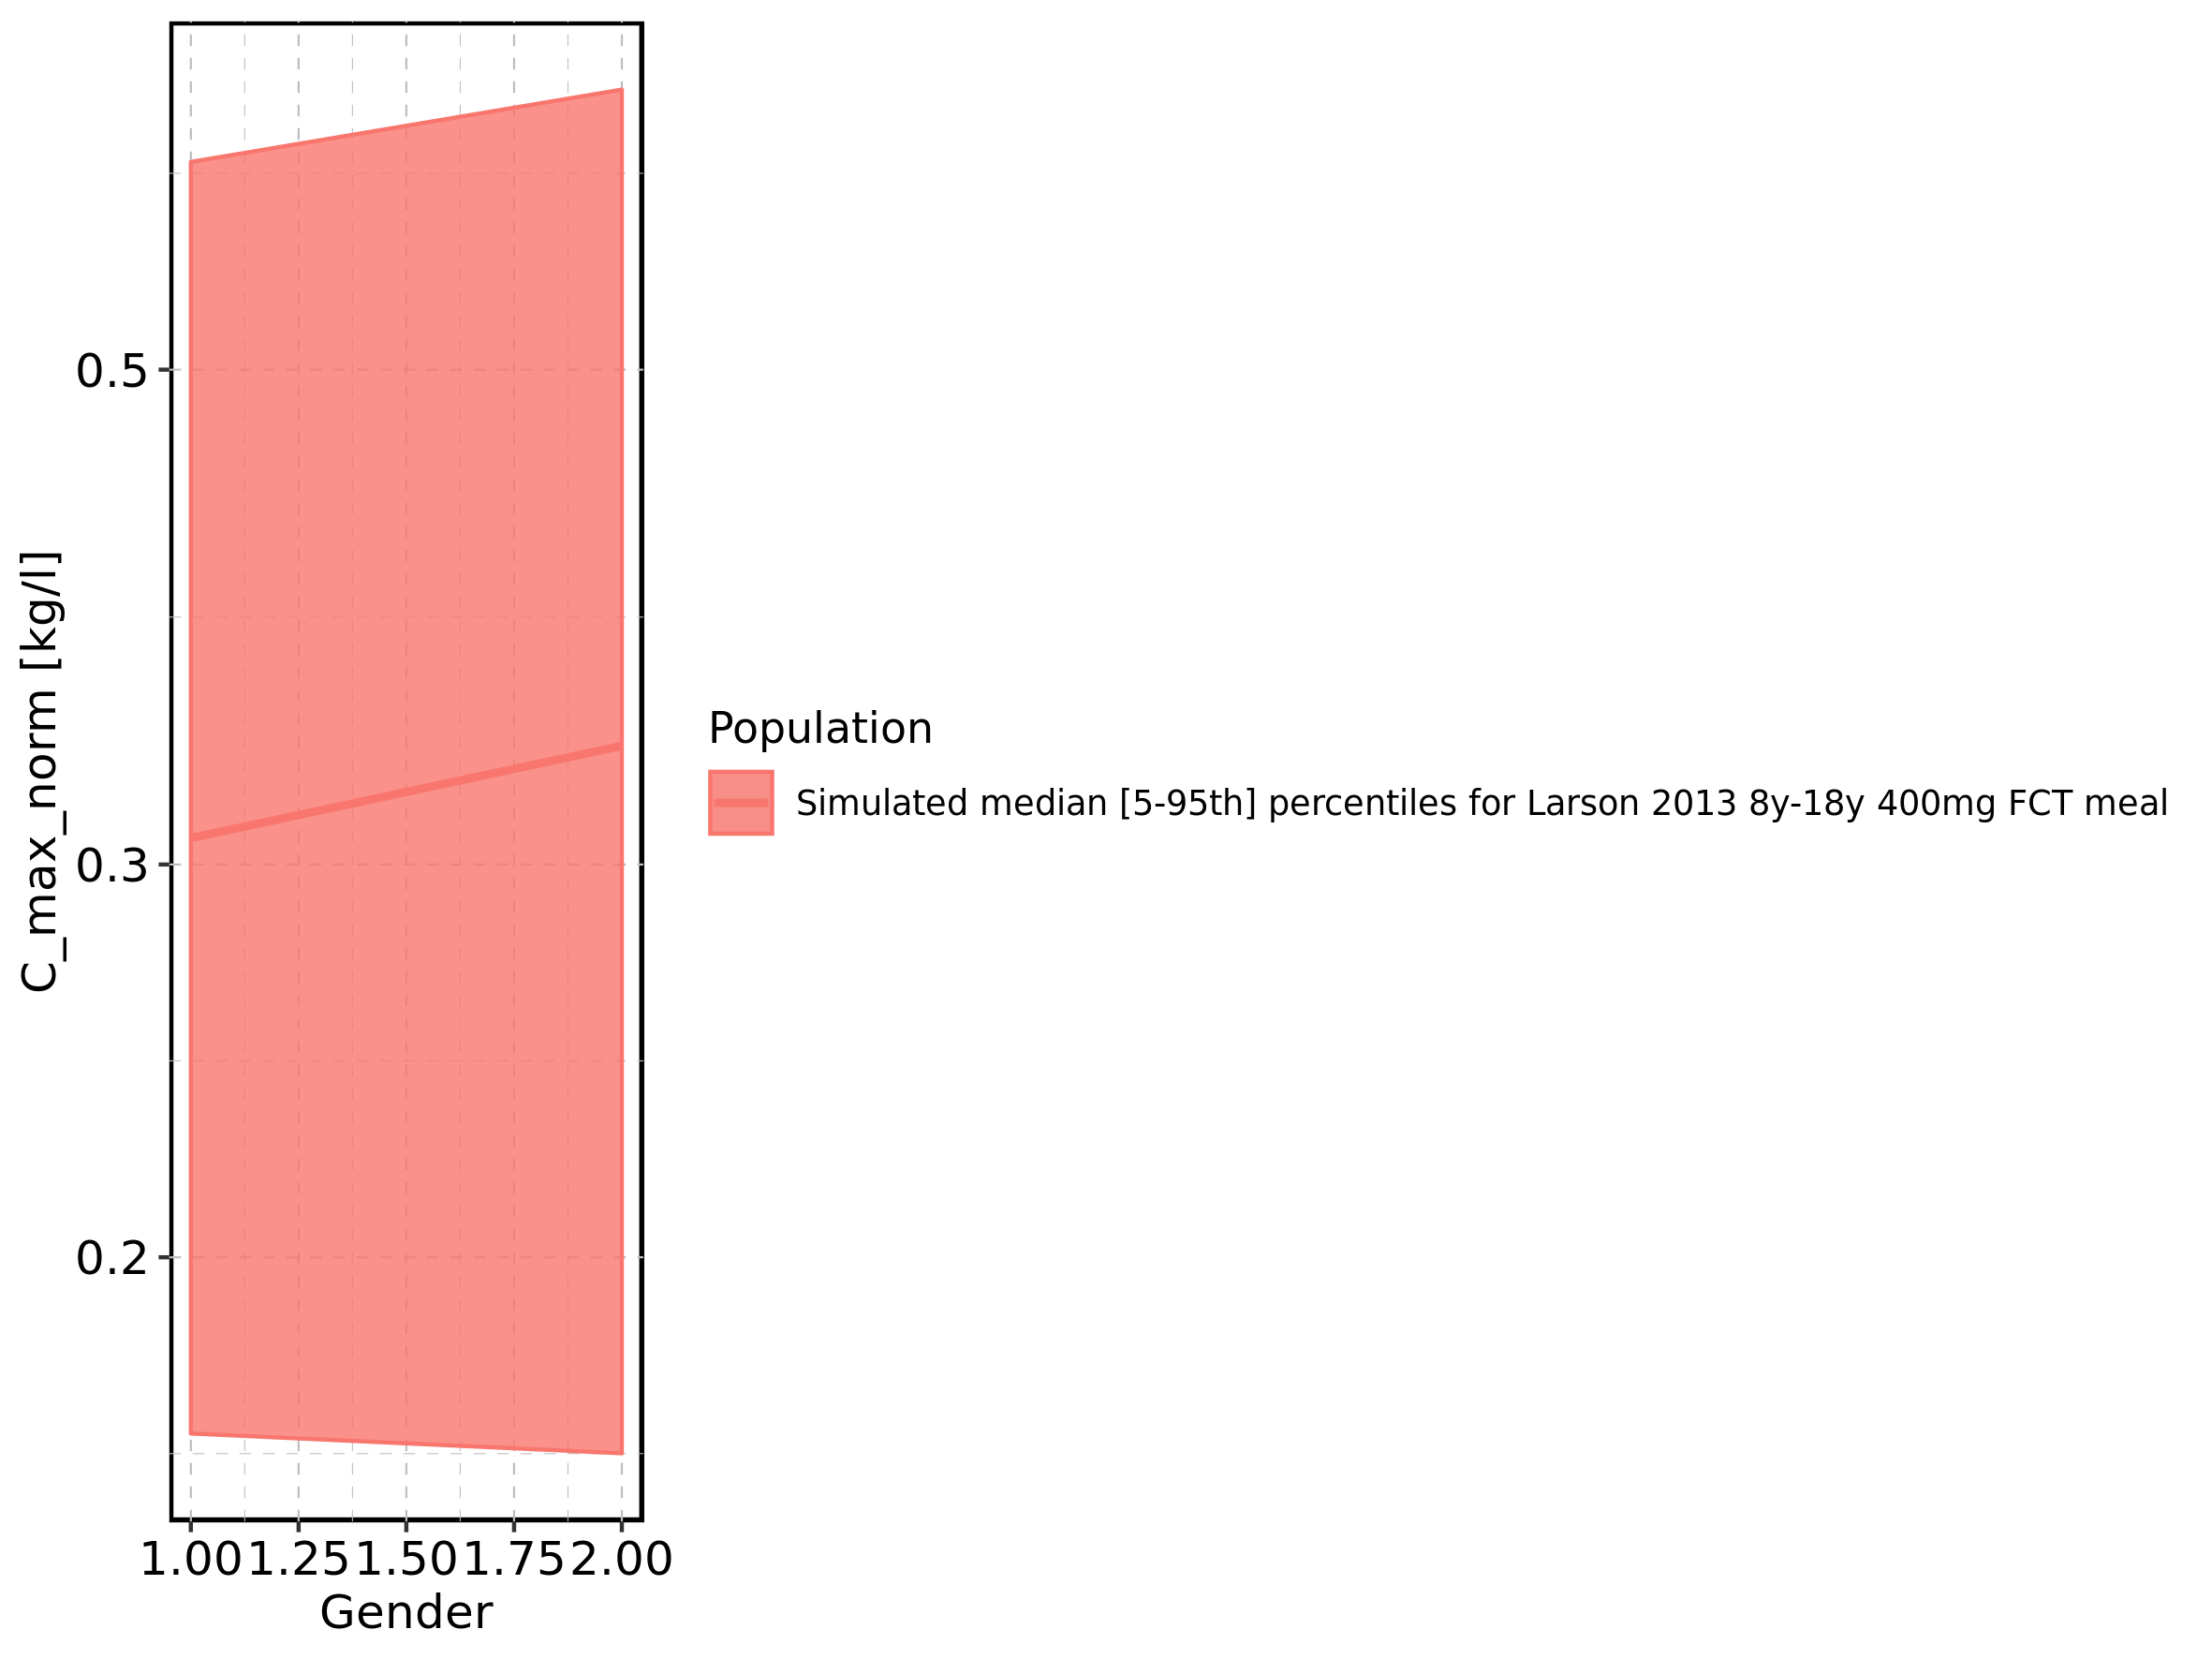 C_max_norm [kg/l]
0.5
0.3
0.2
1.00 1.25 1.50 1.75 2.00
Gender
Population
Simulated median [5-95th] percentiles for Larson 2013 8y-18y 400mg FCT meal